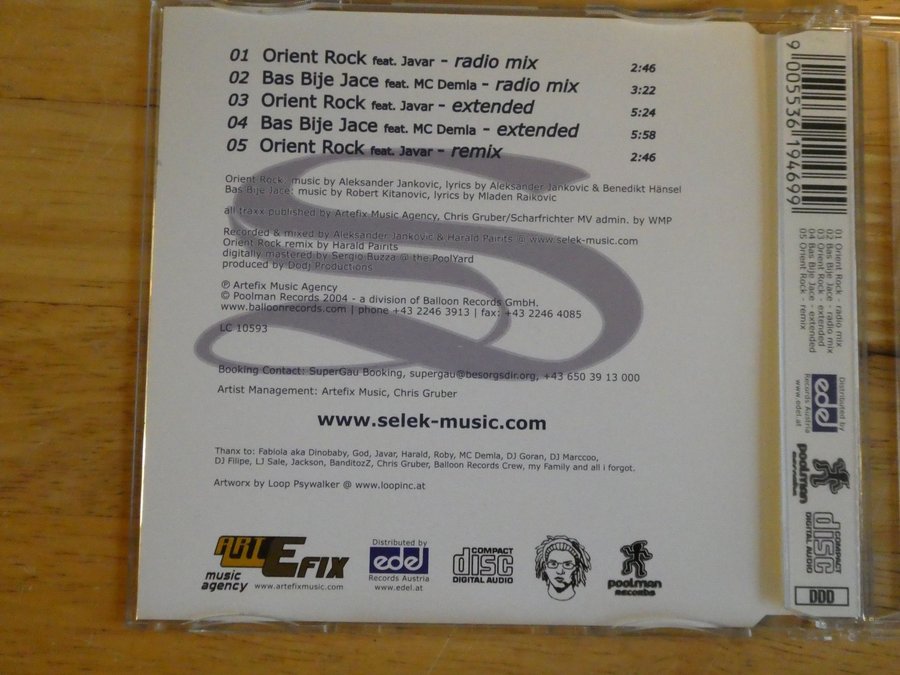 01 Orient Rock feat. Javar - radio mix 2:46
02 Bas Bije Jace feat. MC Demla - radio mix 3:22
03 Orient Rock feat. Javar - extended 5:24
04 Bas Bije Jace feat. MC Demla - extended 5:58
05 Orient Rock feat. Javar - remix 2:46
Orient Rock: music by Aleksander Jankovic, lyrics by Aleksander Jankovic & Benedikt Hänsel
Bas Bije Jace: music by Robert Kitanovic, lyrics by Mladen Raikovic
all traxx published by Artefix Music Agency, Chris Gruber/Scharfrichter MV admin. by WMP
Recorded & mixed by Aleksander Jankovic & Harald Pairits @ www.selek-music.com
Orient Rock remix by Harald Pairits
digitally mastered by Sergio Buzza @ the PoolYard
produced by Dodj Productions
℗ Artefix Music Agency
© Poolman Records 2004 - a division of Balloon Records GmbH.
www.balloonrecords.com | phone +43 2246 3913 | fax: +43 2246 4085
LC 10593
Booking Contact: SuperGau Booking, supergau@besorgsdir.org, +43 650 39 13 000
Artist Management: Artefix Music, Chris Gruber
www.selek-music.com
Thanx to: Fabiola aka Dinobaby, God, Javar, Harald, Roby, MC Demla, DJ Goran, DJ Marccoo,
DJ Filipe, LJ Sale, Jackson, BanditozZ, Chris Gruber, Balloon Records Crew, my Family and all i forgot.
Artworx by Loop Psywalker @ www.loopinc.at
ARTEFIX
music agency
www.artefixmusic.com
Distributed by
edel
Records Austria
www.edel.at
COMPACT
disc
DIGITAL AUDIO
poolman
records
9 005536 194699
01 Orient Rock - radio mix
02 Bas Bije Jace - radio mix
03 Orient Rock - extended
04 Bas Bije Jace - extended
05 Orient Rock - remix
Distributed by
edel
Records Austria
www.edel.at
poolman
records
COMPACT
disc
DIGITAL AUDIO
DDD